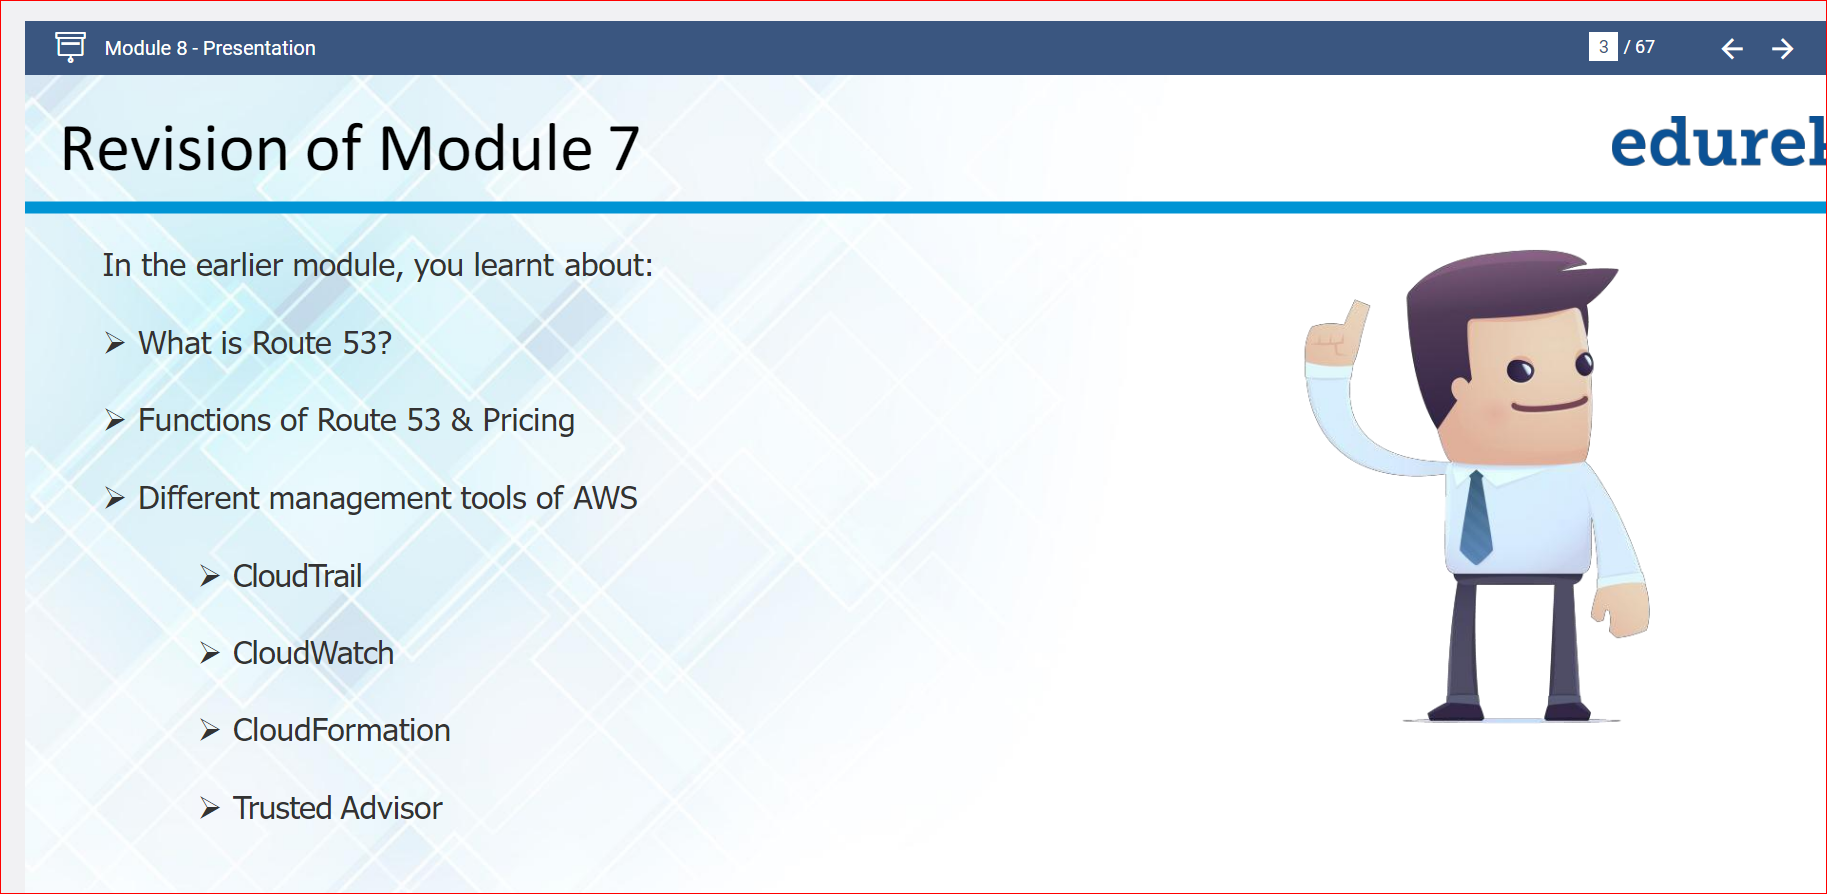 Module 8 - Presentation
3 / 67
Revision of Module 7
In the earlier module, you learnt about:
➢ What is Route 53?
➢ Functions of Route 53 & Pricing
➢ Different management tools of AWS
➢ CloudTrail
➢ CloudWatch
➢ CloudFormation
➢ Trusted Advisor